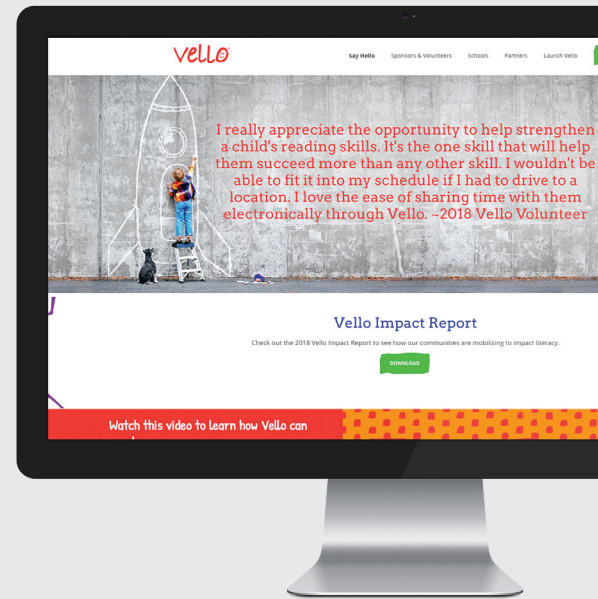 vello
Say Hello Sponsors & Volunteers Schools Partners Launch Vello
I really appreciate the opportunity to help strengthen
a child's reading skills. It's the one skill that will help
them succeed more than any other skill. I wouldn't be
able to fit it into my schedule if I had to drive to a
location. I love the ease of sharing time with them
electronically through Vello. ~2018 Vello Volunteer
Vello Impact Report
Check out the 2018 Vello Impact Report to see how our communities are mobilizing to impact literacy.
DOWNLOAD
Watch this video to learn how Vello can